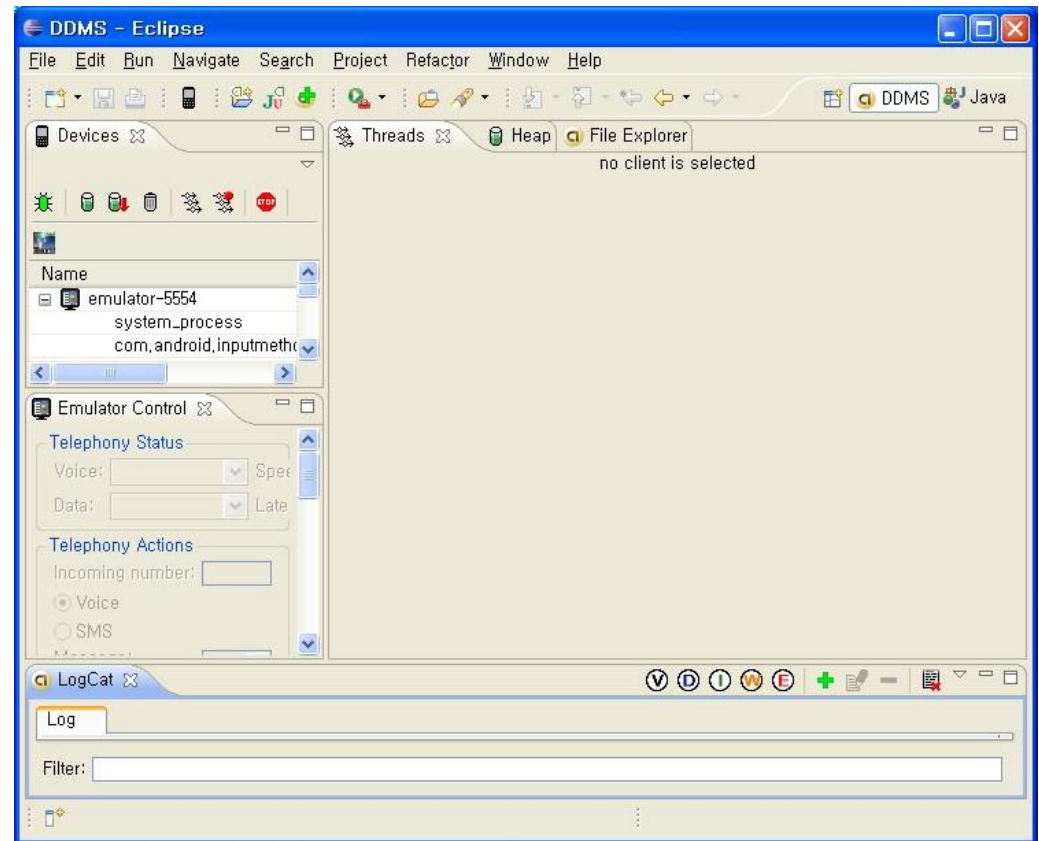 DDMS - Eclipse
File Edit Run Navigate Search Project Refactor Window Help
DDMS Java
Devices
Threads Heap File Explorer
no client is selected
Name
emulator-5554
system_process
com.android.inputmetho
Emulator Control
Telephony Status
Voice: Spee
Data: Late
Telephony Actions
Incoming number:
Voice
SMS
LogCat
V D I W E
Log
Filter: